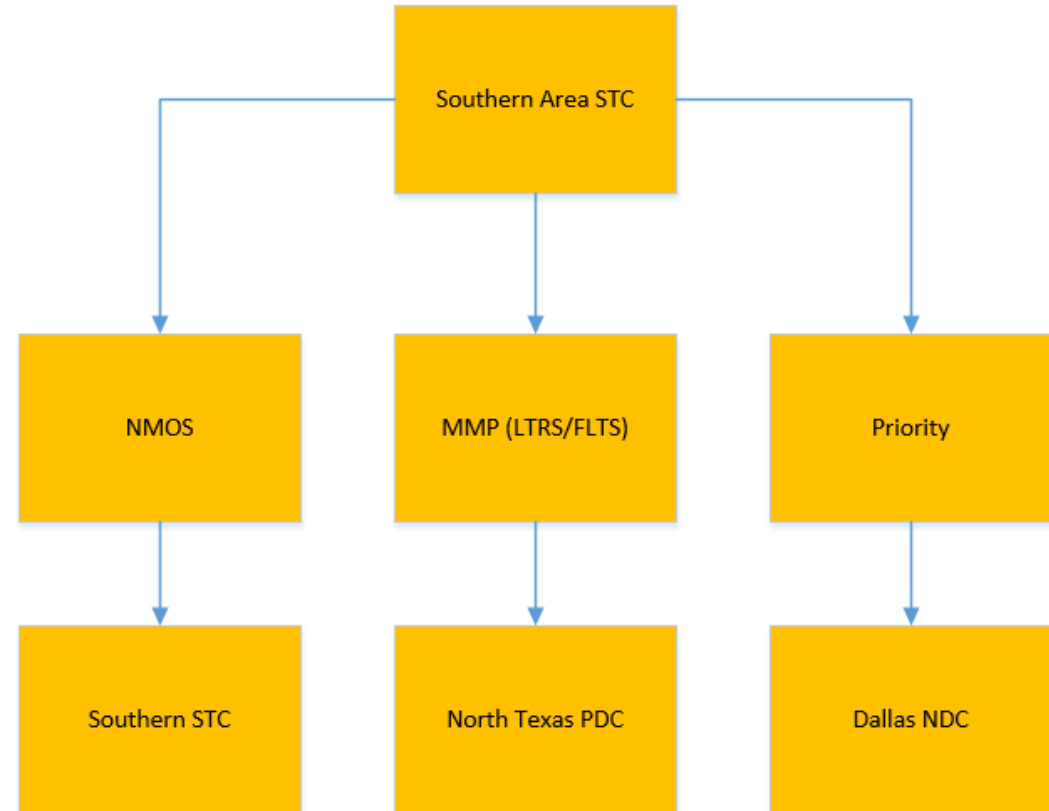 Southern Area STC
NMOS
MMP (LTRS/FLTS)
Priority
Southern STC
North Texas PDC
Dallas NDC